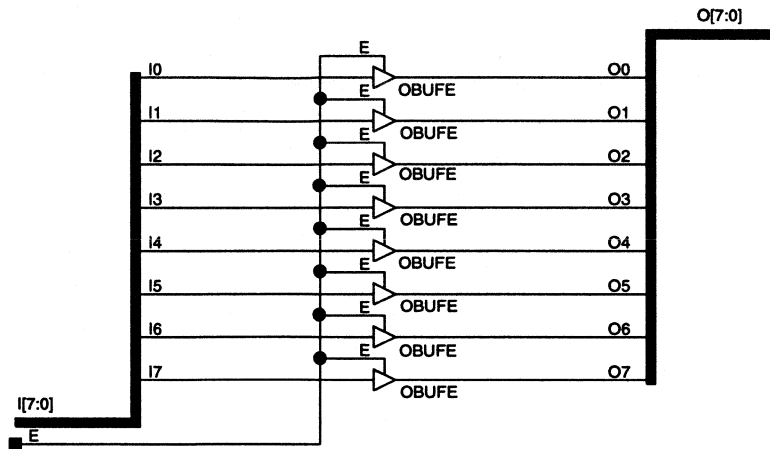 O[7:0]
E
I0 O0
OBUFE
E
I1 O1
OBUFE
E
I2 O2
OBUFE
E
I3 O3
OBUFE
E
I4 O4
OBUFE
E
I5 O5
OBUFE
E
I6 O6
OBUFE
E
I7 O7
OBUFE
I[7:0]
E